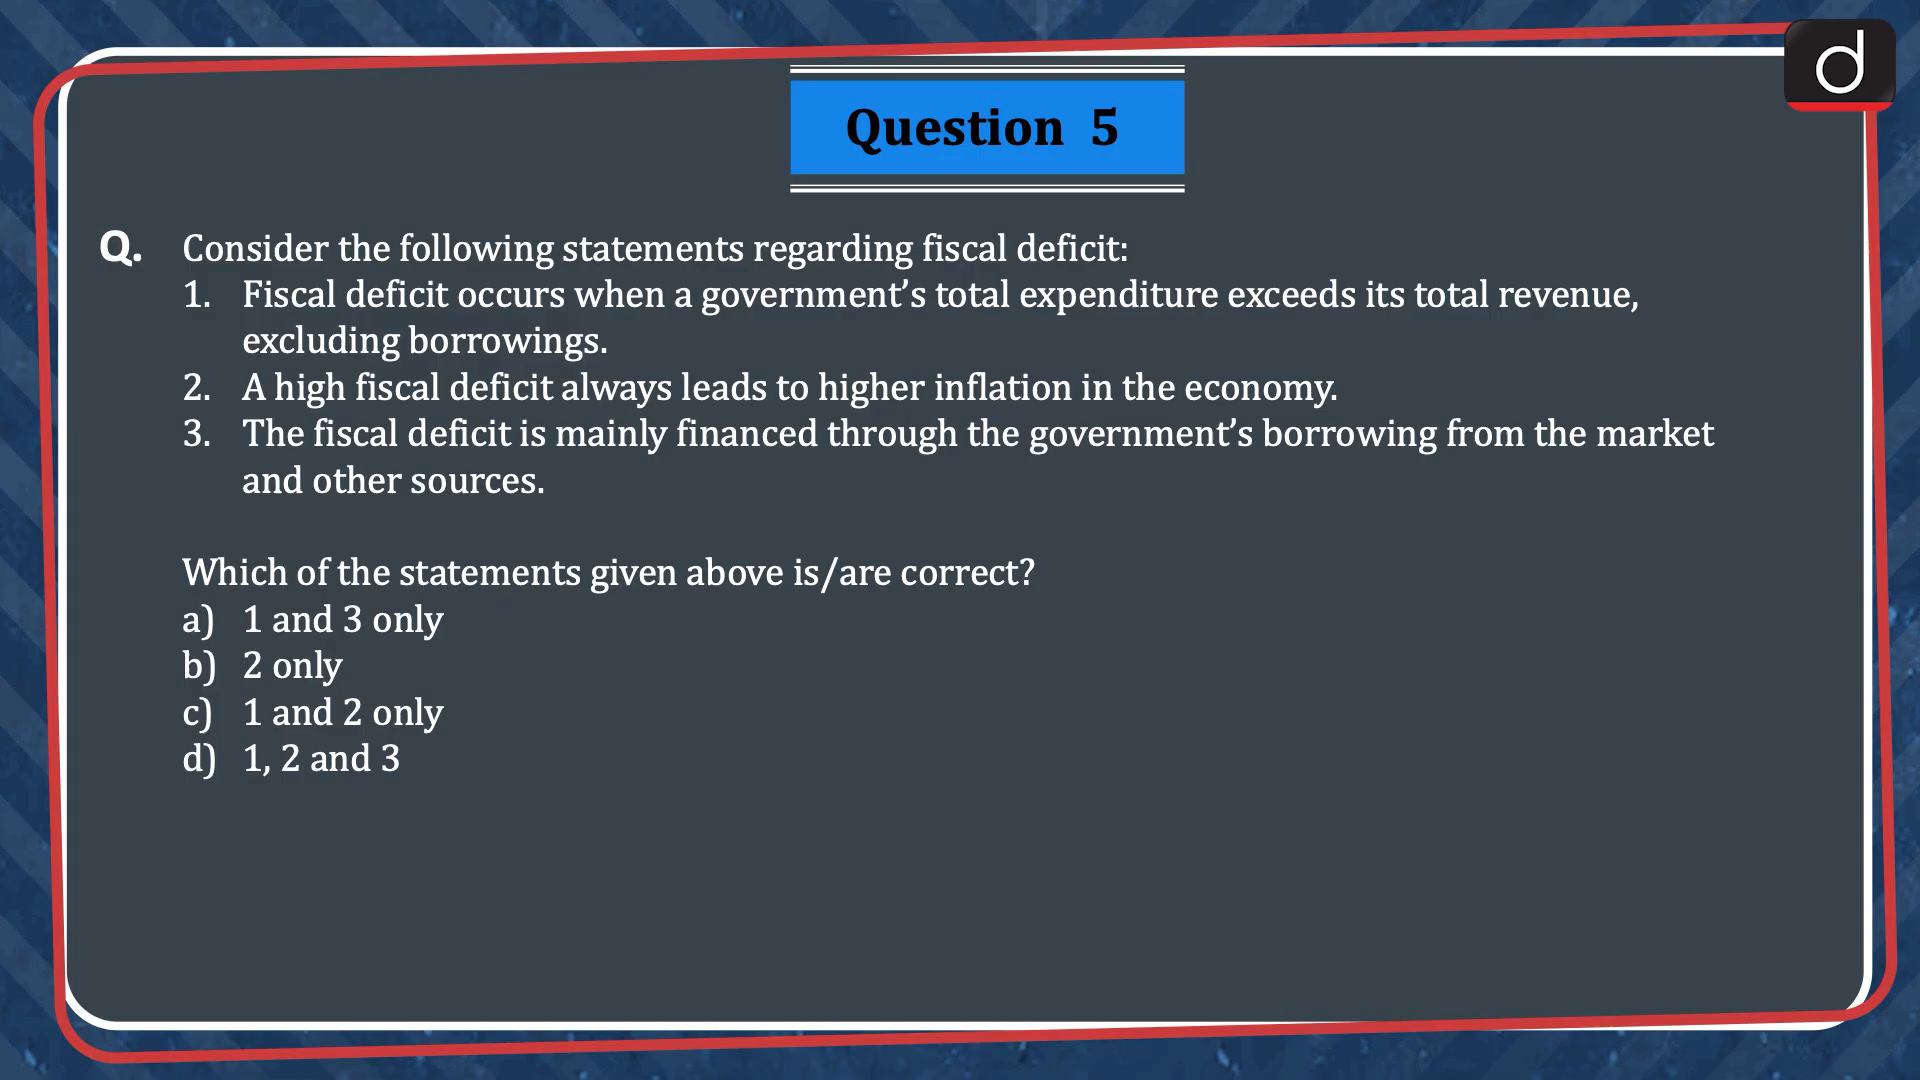 d
Question 5
Q. Consider the following statements regarding fiscal deficit:
1. Fiscal deficit occurs when a government’s total expenditure exceeds its total revenue,
excluding borrowings.
2. A high fiscal deficit always leads to higher inflation in the economy.
3. The fiscal deficit is mainly financed through the government’s borrowing from the market
and other sources.
Which of the statements given above is/are correct?
a) 1 and 3 only
b) 2 only
c) 1 and 2 only
d) 1, 2 and 3